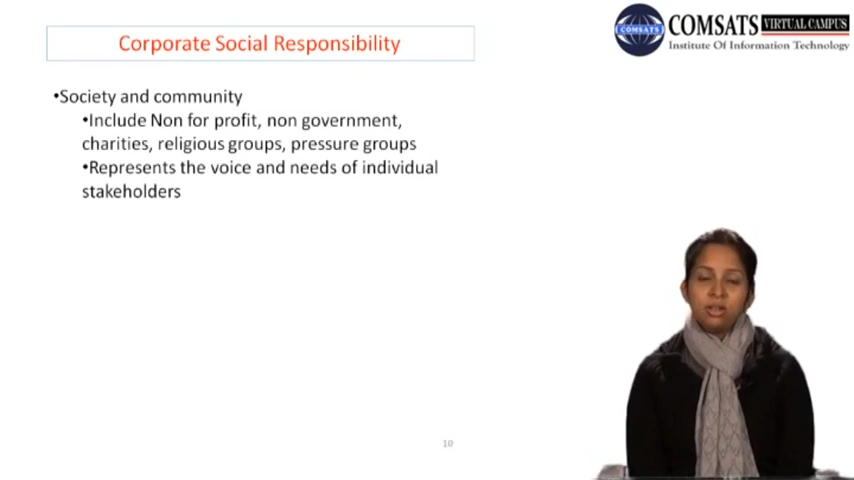 Corporate Social Responsibility
COMSATS
COMSATS VIRTUAL CAMPUS
Institute Of Information Technology
•Society and community
•Include Non for profit, non government,
charities, religious groups, pressure groups
•Represents the voice and needs of individual
stakeholders
10